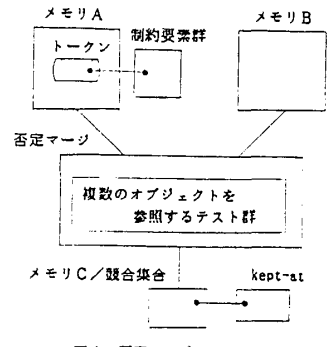 メモリA
メモリB
トークン
制約要素群
否定マージ
複数のオブジェクトを
参照するテスト群
メモリC/競合集合
kept-at